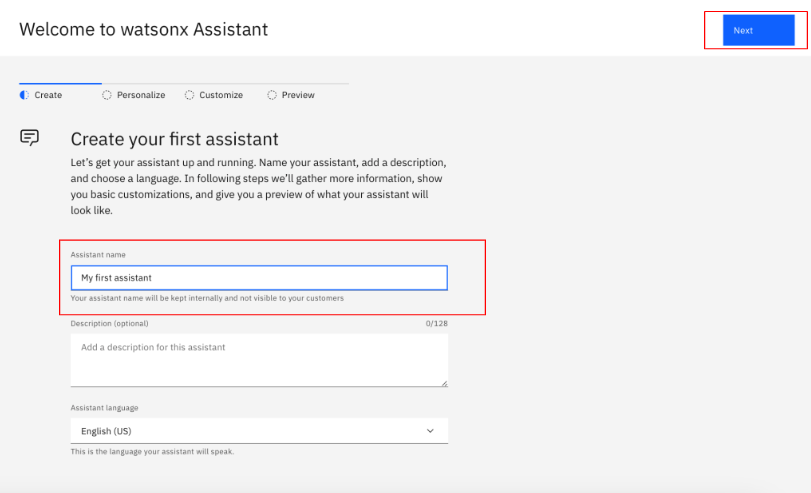 Welcome to watsonx Assistant
Next
Create
Personalize
Customize
Preview
Create your first assistant
Let's get your assistant up and running. Name your assistant, add a description,
and choose a language. In following steps we'll gather more information, show
you basic customizations, and give you a preview of what your assistant will
look like.
Assistant name
My first assistant
Your assistant name will be kept internally and not visible to your customers
Description (optional) 0/128
Add a description for this assistant
Assistant language
English (US)
This is the language your assistant will speak.